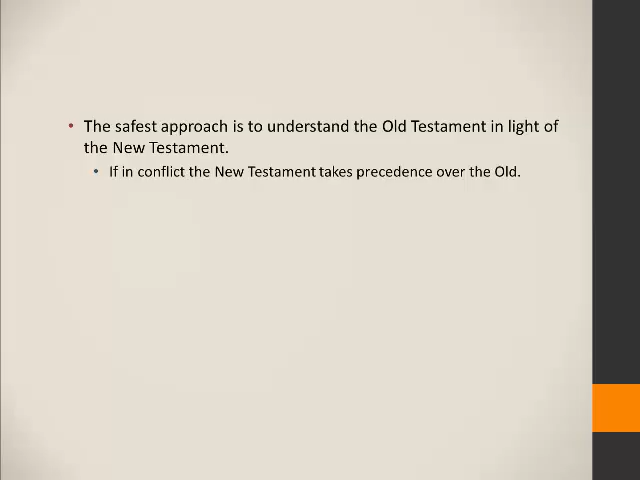 • The safest approach is to understand the Old Testament in light of
the New Testament.
• If in conflict the New Testament takes precedence over the Old.